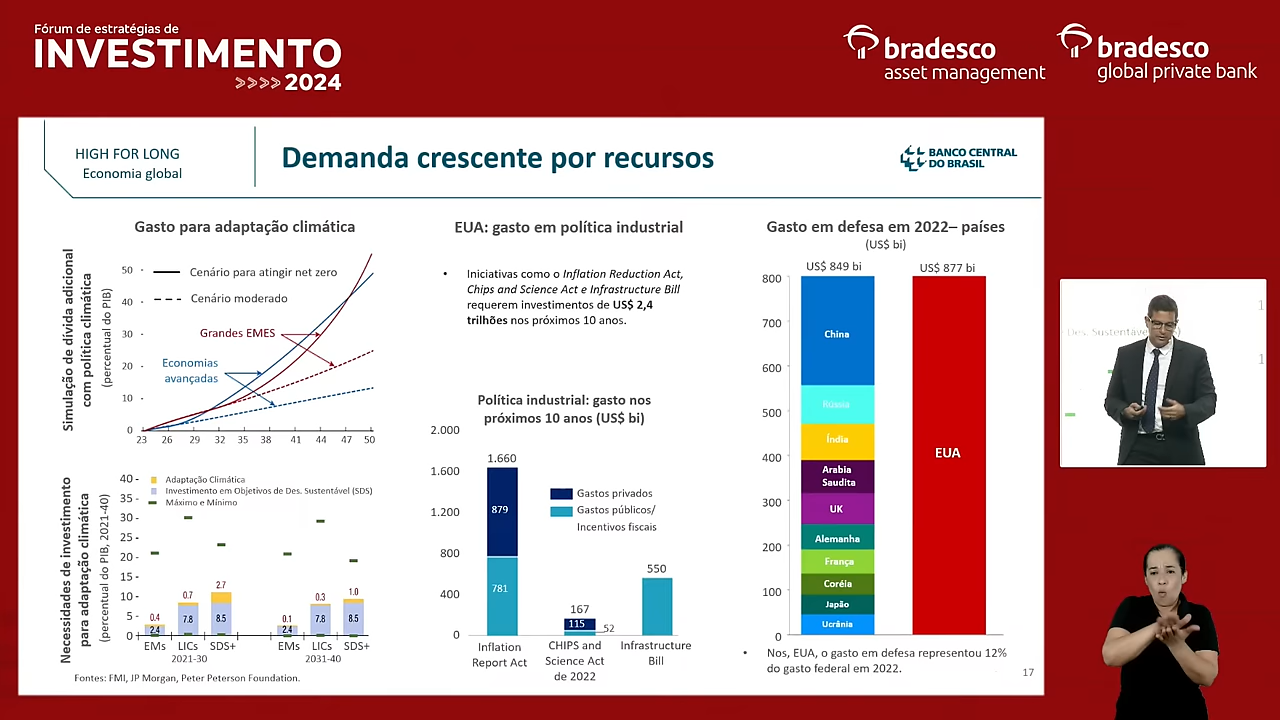 Fórum de estratégias de
INVESTIMENTO
>>>> 2024
bradesco
asset management
bradesco
global private bank
HIGH FOR LONG
Economia global
Demanda crescente por recursos
BANCO CENTRAL
DO BRASIL
Gasto para adaptação climática
Simulação de dívida adicional
com política climática
(percentual do PIB)
50
40
30
20
10
0
Cenário para atingir net zero
Cenário moderado
Grandes EMES
Economias
avançadas
23 26 29 32 35 38 41 44 47 50
Necessidades de investimento
para adaptação climática
(percentual do PIB, 2021-40)
40
35
30
25
20
15
10
5
0
Adaptação Climática
Investimento em Objetivos de Des. Sustentável (SDS)
Máximo e Mínimo
0.4 0.7 2.7 0.1 0.3 1.0
2.4 7.8 8.5 2.4 7.8 8.5
EMs LICs SDS+ EMs LICs SDS+
2021-30 2031-40
Fontes: FMI, JP Morgan, Peter Peterson Foundation.
EUA: gasto em política industrial
• Iniciativas como o Inflation Reduction Act,
Chips and Science Act e Infrastructure Bill
requerem investimentos de US$ 2,4
trilhões nos próximos 10 anos.
Política industrial: gasto nos
próximos 10 anos (US$ bi)
2.000
1.600
1.200
800
400
0
1.660
879
781
167
115
52
550
Gastos privados
Gastos públicos/
Incentivos fiscais
Inflation
Report Act
CHIPS and
Science Act
de 2022
Infrastructure
Bill
Gasto em defesa em 2022– países
(US$ bi)
US$ 849 bi
US$ 877 bi
800
700
600
500
400
300
200
100
0
China
Rússia
Índia
Arabia
Saudita
UK
Alemanha
França
Coréia
Japão
Ucrânia
EUA
• Nos, EUA, o gasto em defesa representou 12%
do gasto federal em 2022.
17
Des. Sustentável